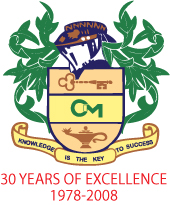 CM
KNOWLEDGE IS THE KEY TO SUCCESS
30 YEARS OF EXCELLENCE
1978-2008